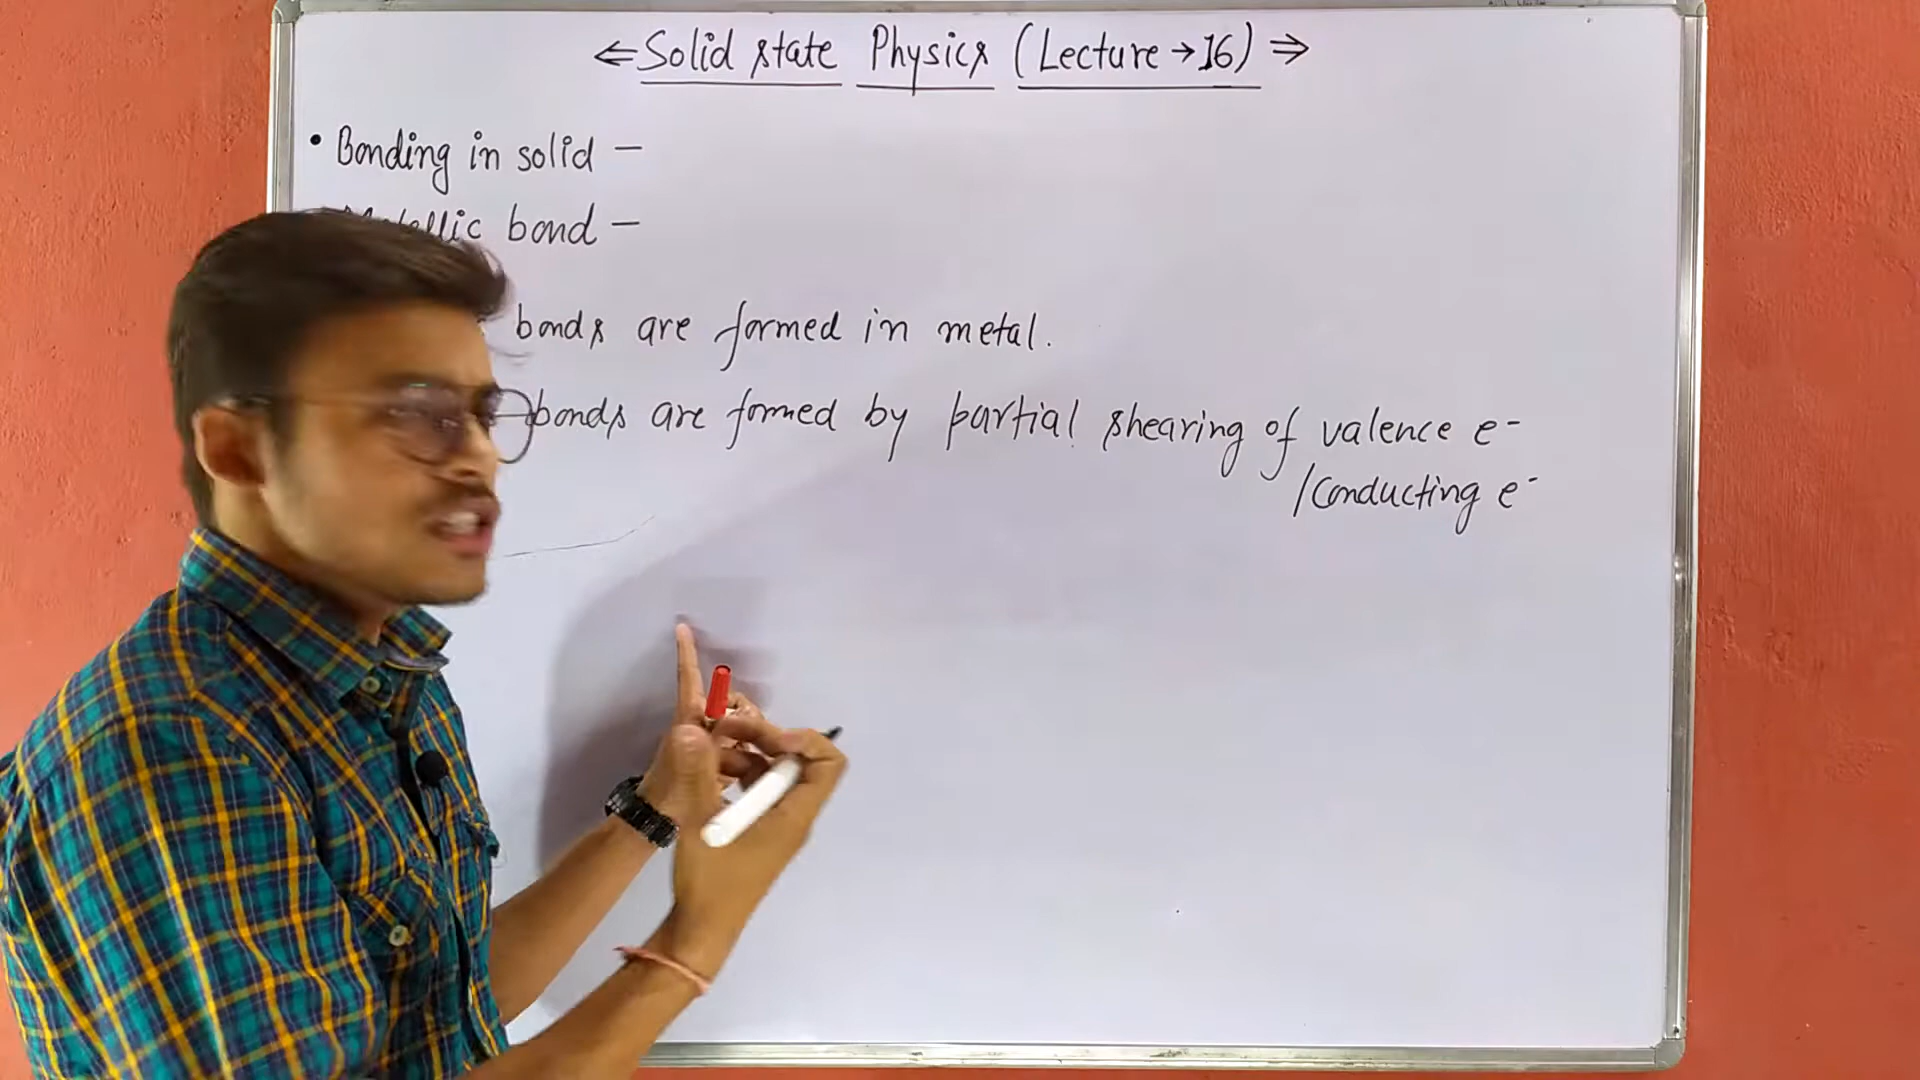 ⇐ Solid state Physics (Lecture → 16) ⇒
• Bonding in solid –
Metallic bond –
bonds are formed in metal.
bonds are formed by partial shearing of valence e⁻
/Conducting e⁻